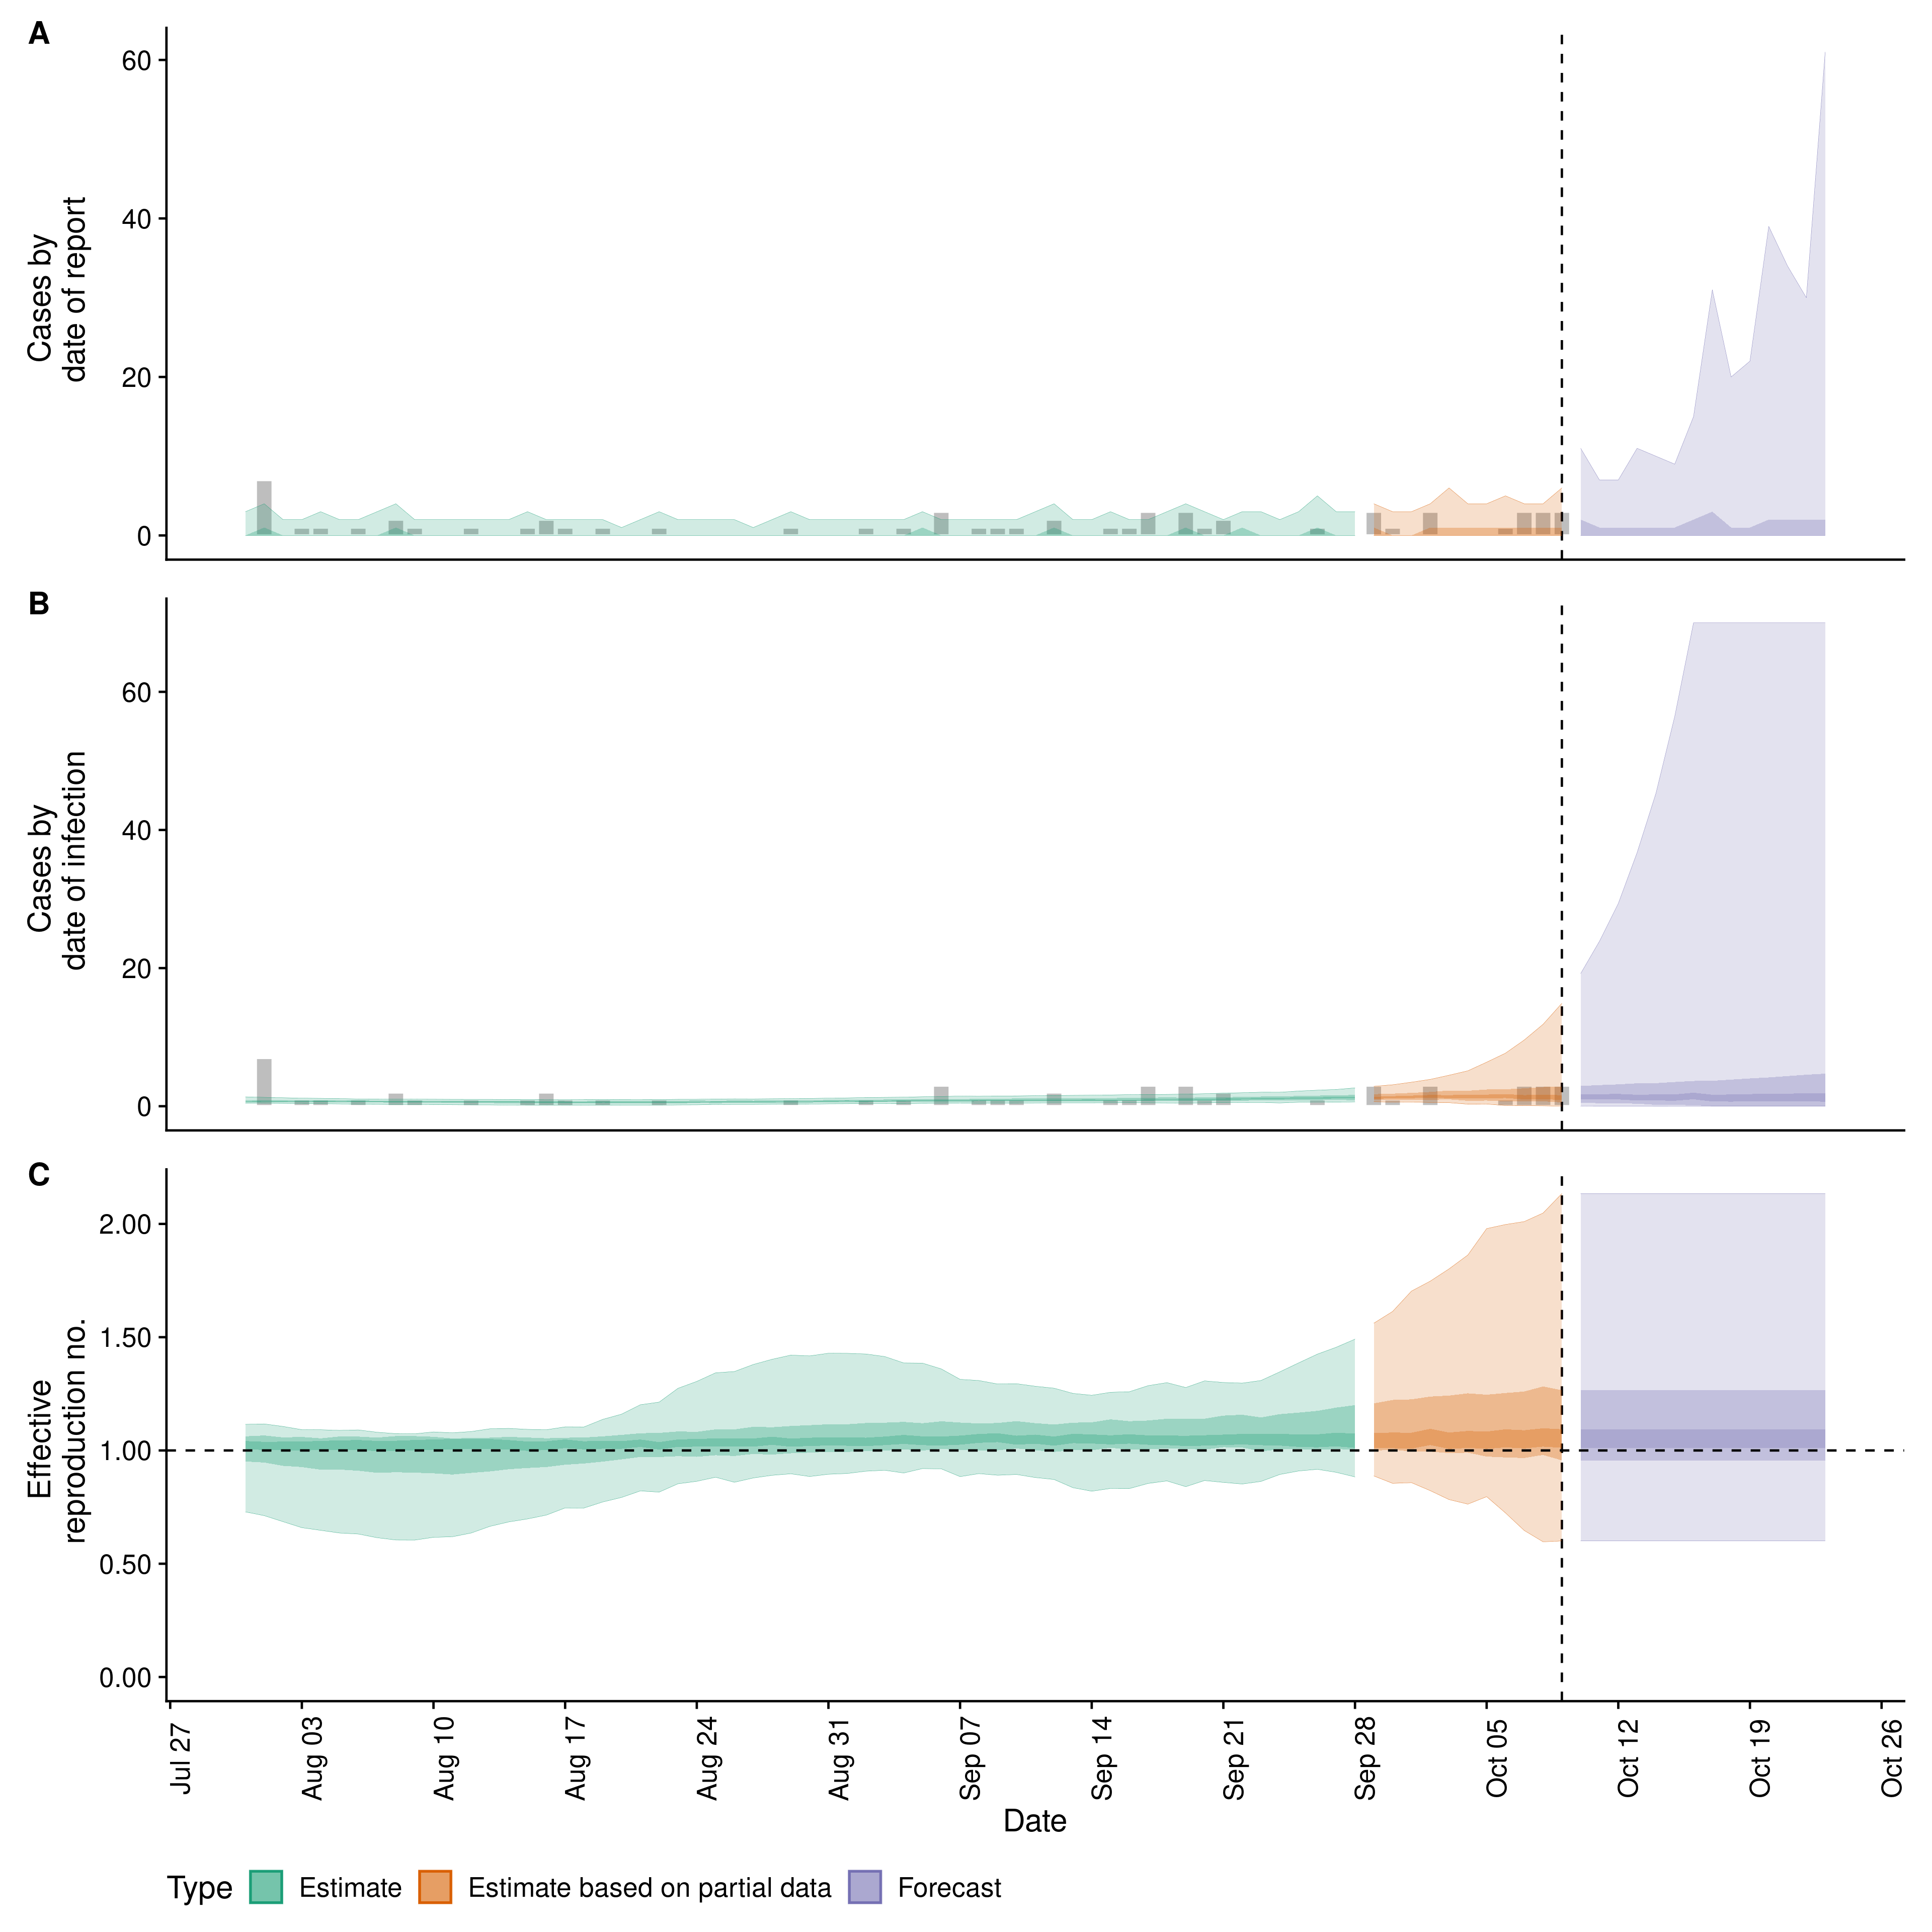 A
Cases by
date of report
60
40
20
0
B
Cases by
date of infection
60
40
20
0
C
Effective
reproduction no.
2.00
1.50
1.00
0.50
0.00
Jul 27
Aug 03
Aug 10
Aug 17
Aug 24
Aug 31
Sep 07
Sep 14
Sep 21
Sep 28
Oct 05
Oct 12
Oct 19
Oct 26
Date
Type Estimate Estimate based on partial data Forecast